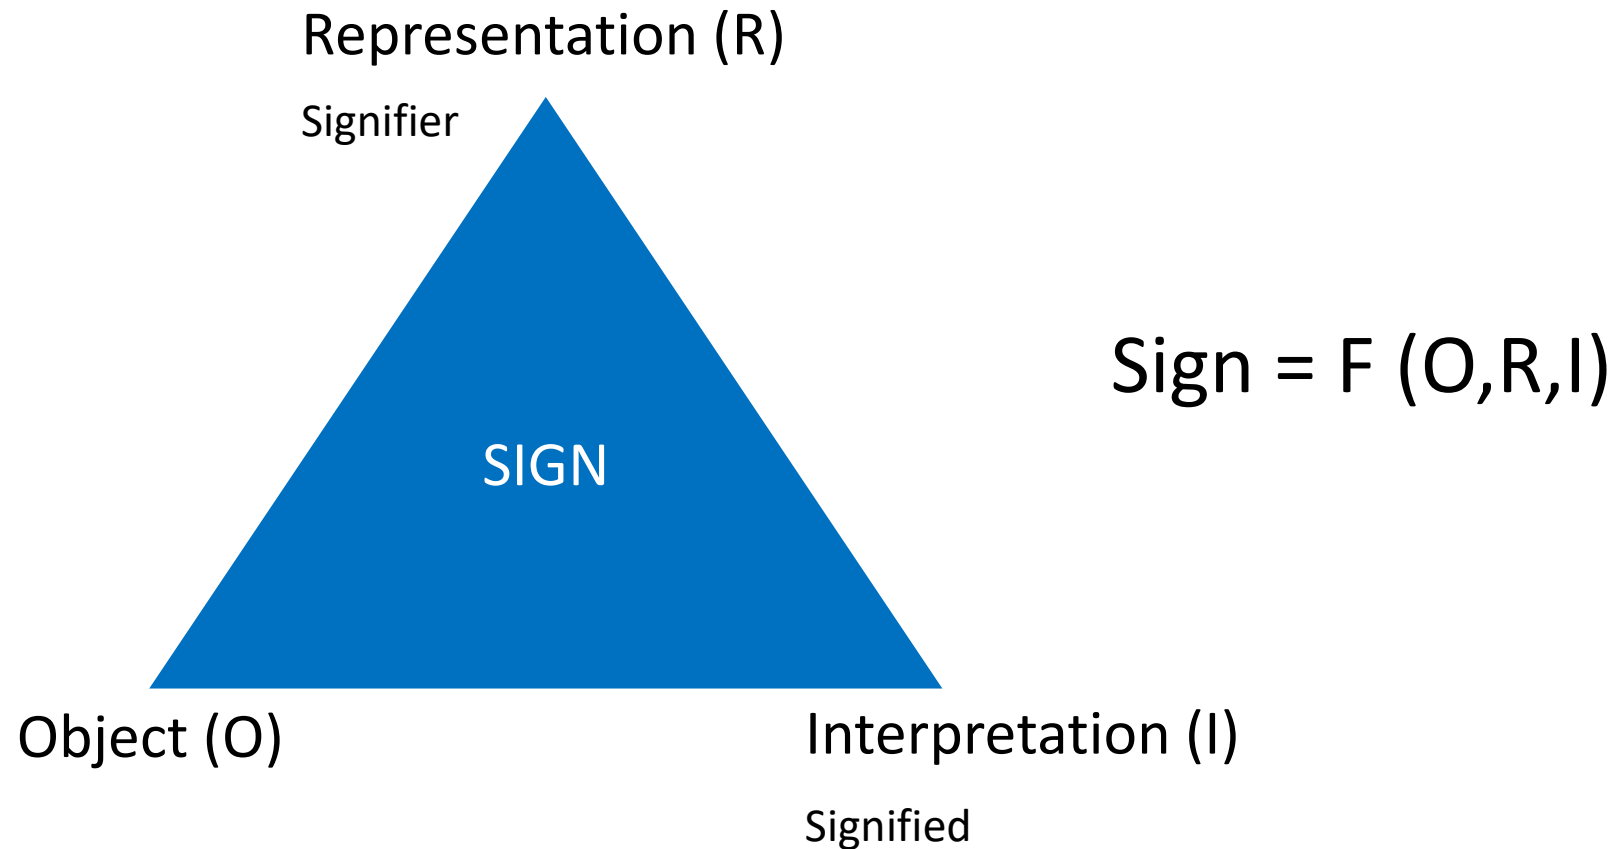 Representation (R)
Signifier
Sign = F (O,R,I)
SIGN
Object (O)
Interpretation (I)
Signified